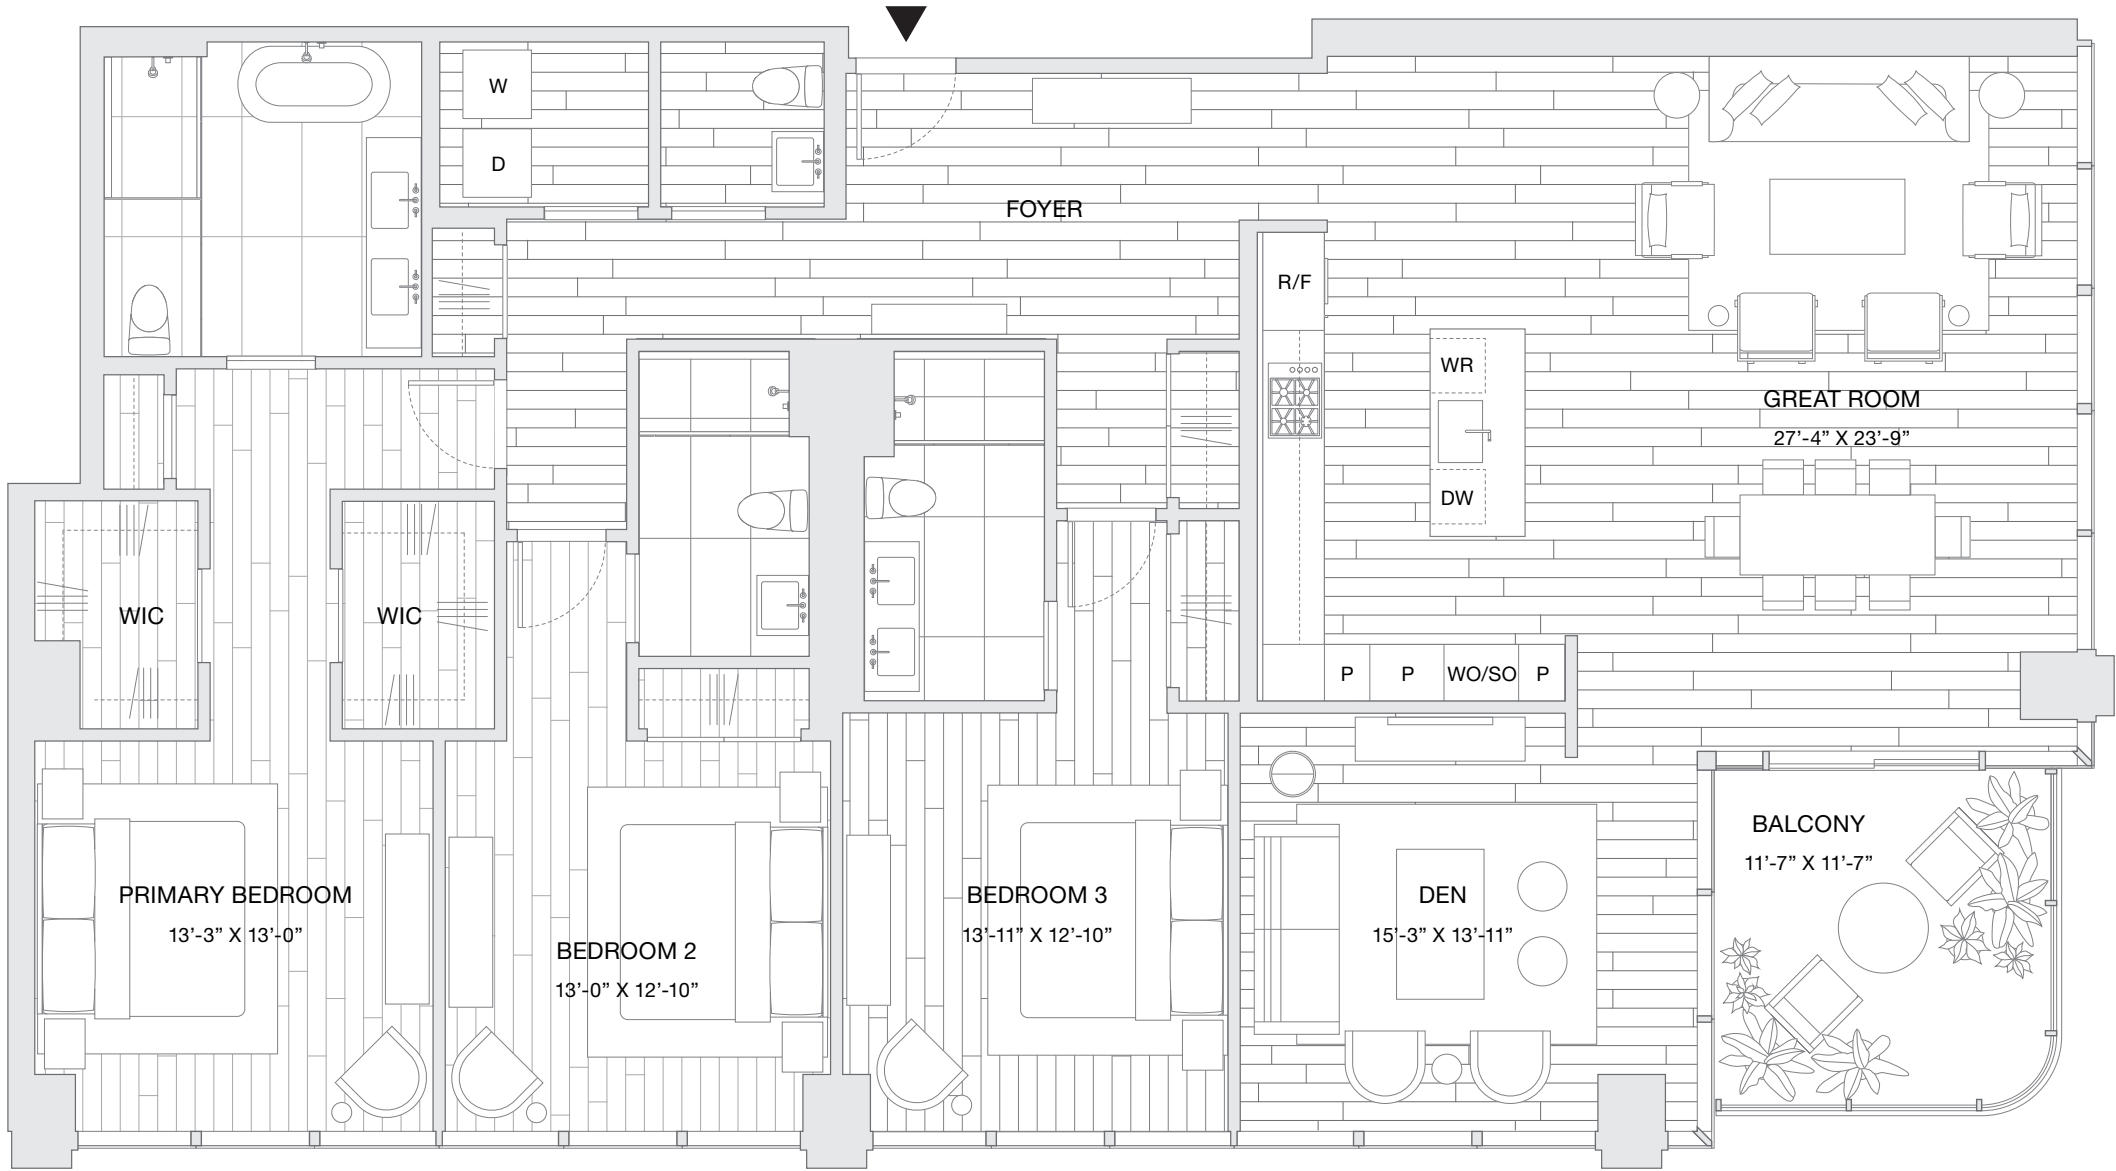 W
D
FOYER
R/F
WR
GREAT ROOM
27’-4” X 23’-9”
DW
WIC
WIC
P
P
WO/SO
P
BALCONY
11’-7” X 11’-7”
PRIMARY BEDROOM
13’-3” X 13’-0”
BEDROOM 2
13’-0” X 12’-10”
BEDROOM 3
13’-11” X 12’-10”
DEN
15’-3” X 13’-11”